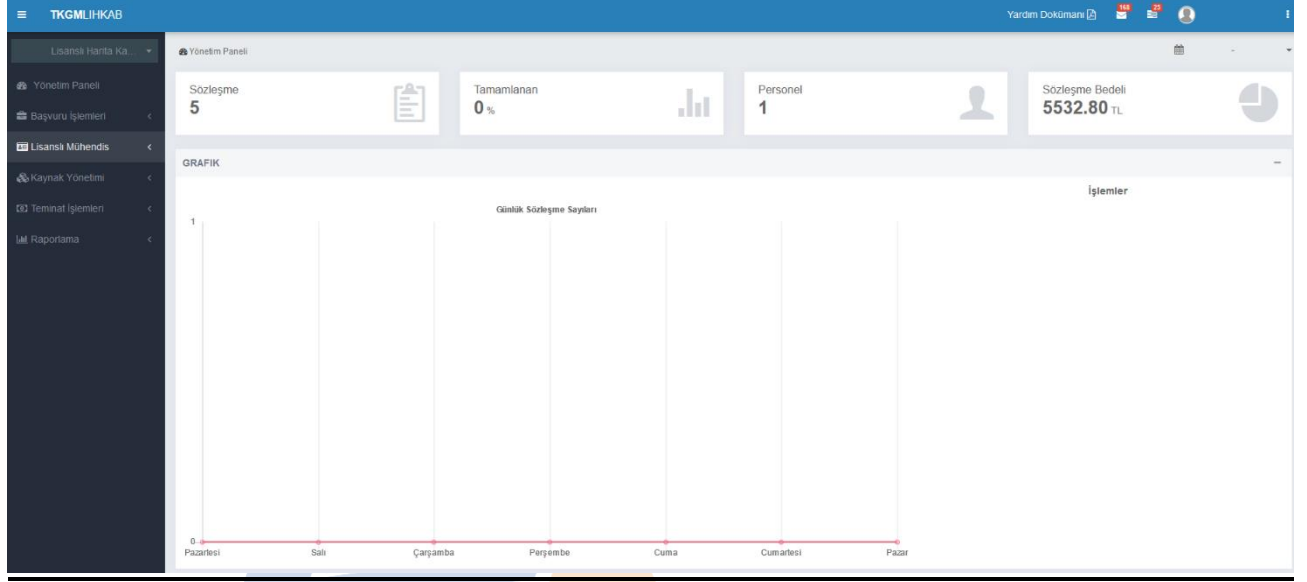 TKGMLIHKAB
Yardım Dokümanı
168
23
Lisanslı Harita Ka...
Yönetim Paneli
-
Yönetim Paneli
Başvuru İşlemleri
Lisanslı Mühendis
Kaynak Yönetimi
Teminat İşlemleri
Raporlama
Sözleşme
5
Tamamlanan
0 %
Personel
1
Sözleşme Bedeli
5532.80 TL
GRAFIK
İşlemler
Günlük Sözleşme Sayıları
1
0
Pazartesi Salı Çarşamba Perşembe Cuma Cumartesi Pazar